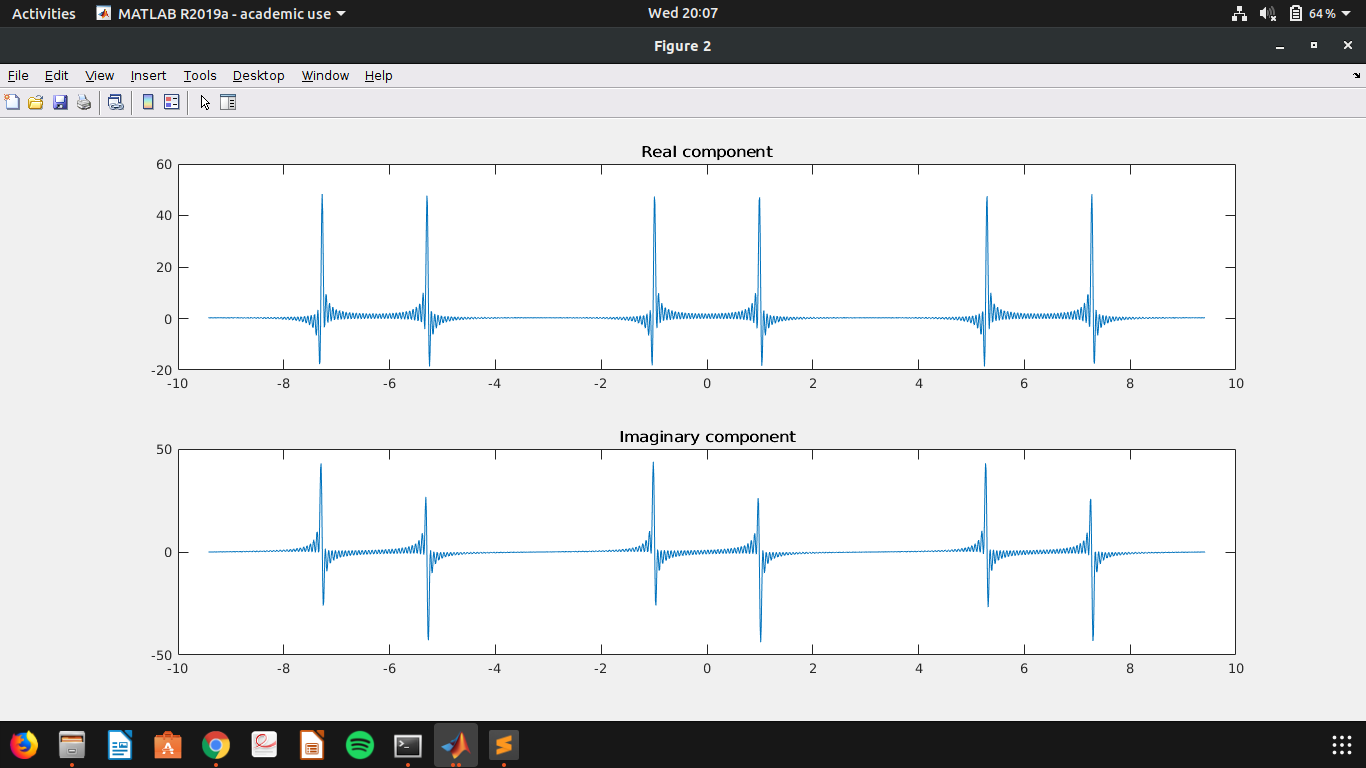 Activities MATLAB R2019a - academic use Wed 20:07 64 %
Figure 2
File Edit View Insert Tools Desktop Window Help
Real component
60
40
20
0
-20
-10 -8 -6 -4 -2 0 2 4 6 8 10
Imaginary component
50
0
-50
-10 -8 -6 -4 -2 0 2 4 6 8 10